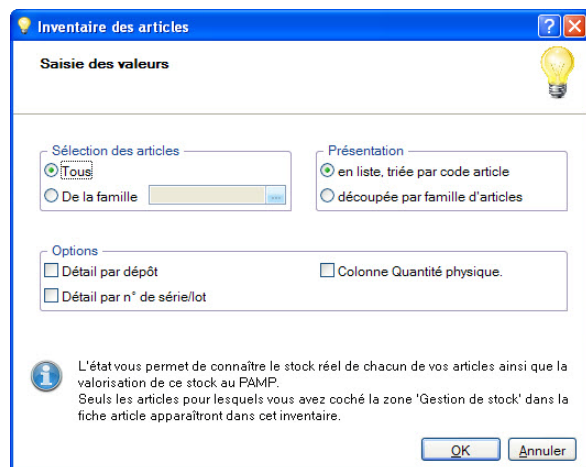 Inventaire des articles
Saisie des valeurs
Sélection des articles
Tous
De la famille ...
Présentation
en liste, triée par code article
découpée par famille d'articles
Options
Détail par dépôt
Colonne Quantité physique.
Détail par n° de série/lot
L'état vous permet de connaître le stock réel de chacun de vos articles ainsi que la
valorisation de ce stock au PAMP.
Seuls les articles pour lesquels vous avez coché la zone 'Gestion de stock' dans la
fiche article apparaîtront dans cet inventaire.
OK Annuler